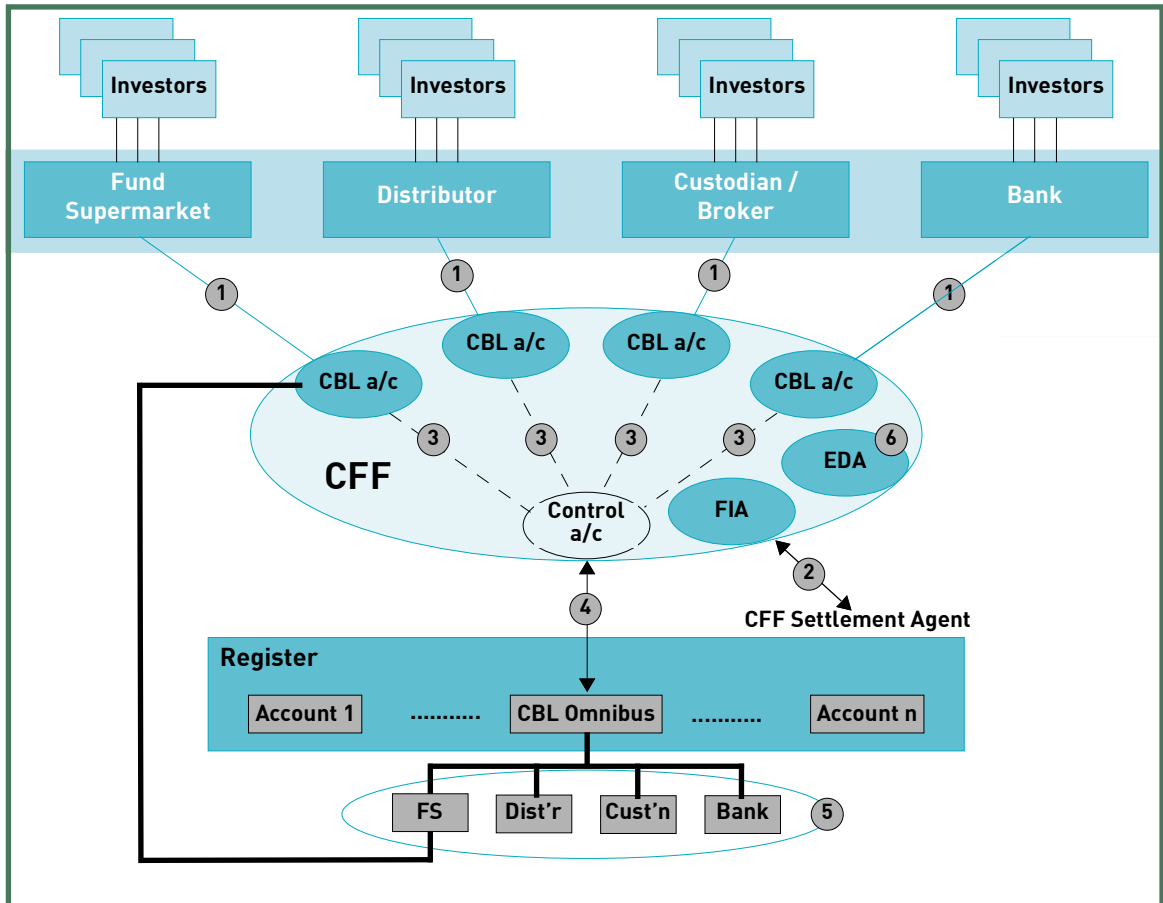 Investors
Investors
Investors
Investors
Fund
Supermarket
Distributor
Custodian /
Broker
Bank
1
1
1
1
CBL a/c
CBL a/c
CBL a/c
CBL a/c
3
3
3
3
6
EDA
CFF
FIA
Control
a/c
2
4
CFF Settlement Agent
Register
Account 1
...........
CBL Omnibus
...........
Account n
FS
Dist’r
Cust’n
Bank
5